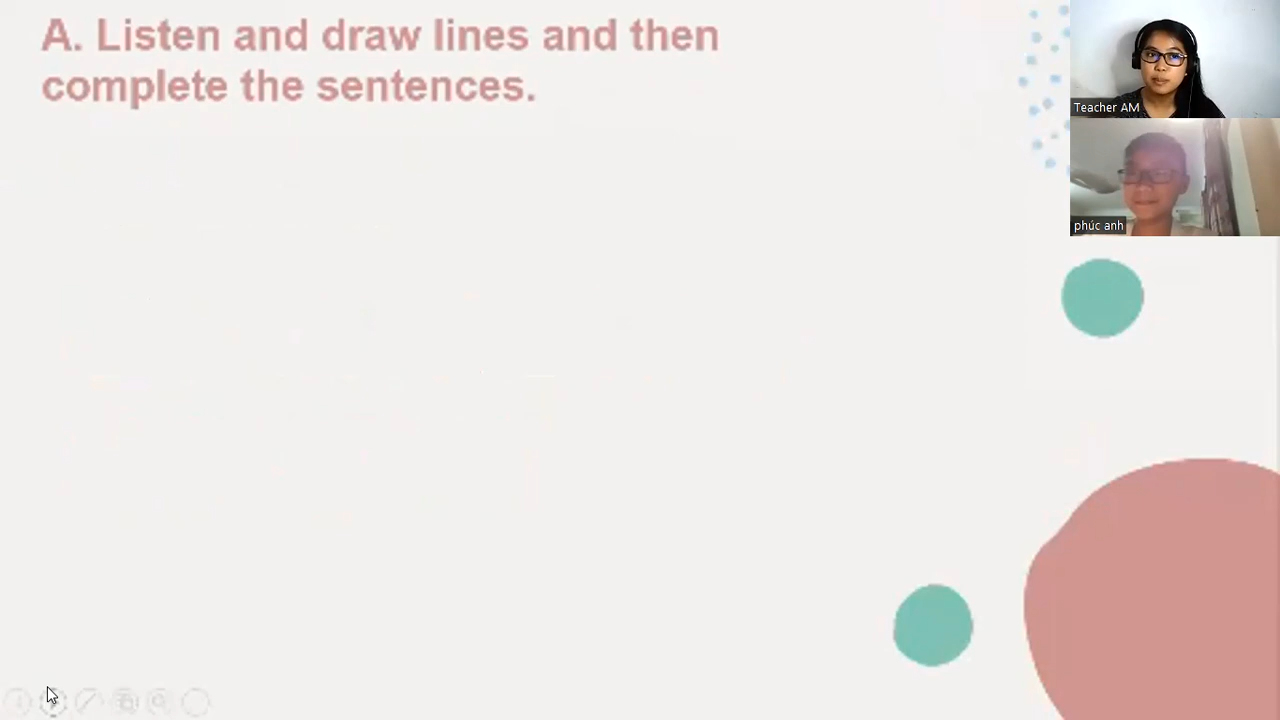 A. Listen and draw lines and then
complete the sentences.
Teacher AM
phúc anh